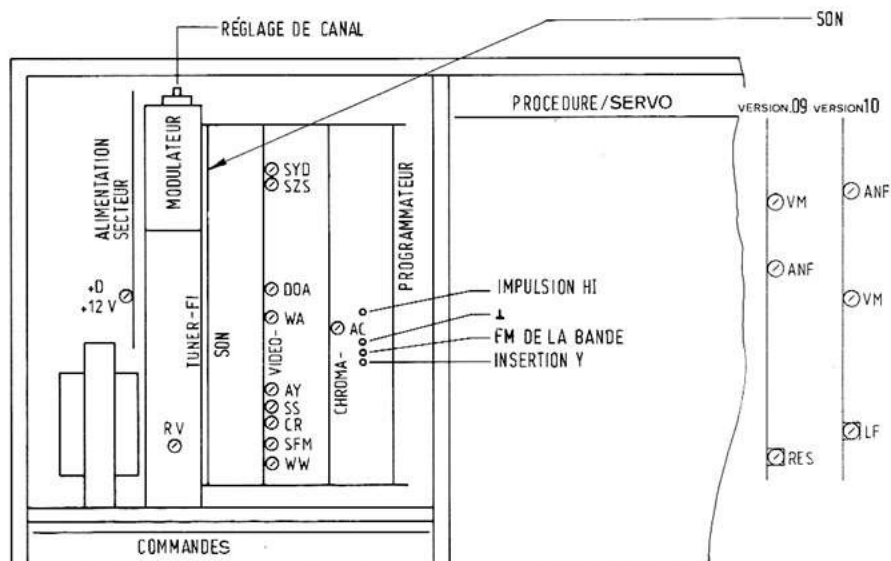 RÉGLAGE DE CANAL
SON
PROCEDURE/SERVO
VERSION.09
VERSION10
ALIMENTATION
SECTEUR
MODULATEUR
PROGRAMMATEUR
SYD
SZS
VM
ANF
ANF
+D
+12 V
DOA
IMPULSION HI
VM
TUNER-FI
SON
VIDEO-
WA
CHROMA-
AC
⊥
FM DE LA BANDE
INSERTION Y
AY
SS
CR
SFM
WW
RV
LF
RES
COMMANDES